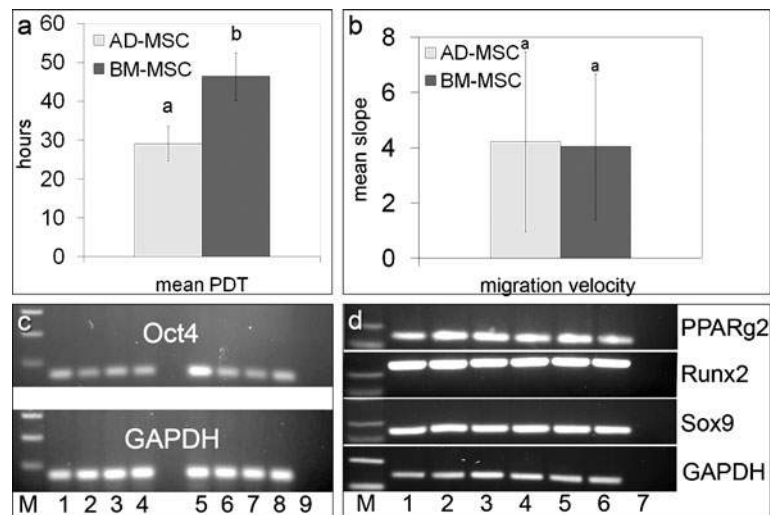 a
60
50
40
30
20
10
0
hours
AD-MSC
BM-MSC
a
b
mean PDT
b
8
6
4
2
0
mean slope
AD-MSC
BM-MSC
a
a
migration velocity
c
Oct4
GAPDH
M 1 2 3 4 5 6 7 8 9
d
PPARg2
Runx2
Sox9
GAPDH
M 1 2 3 4 5 6 7